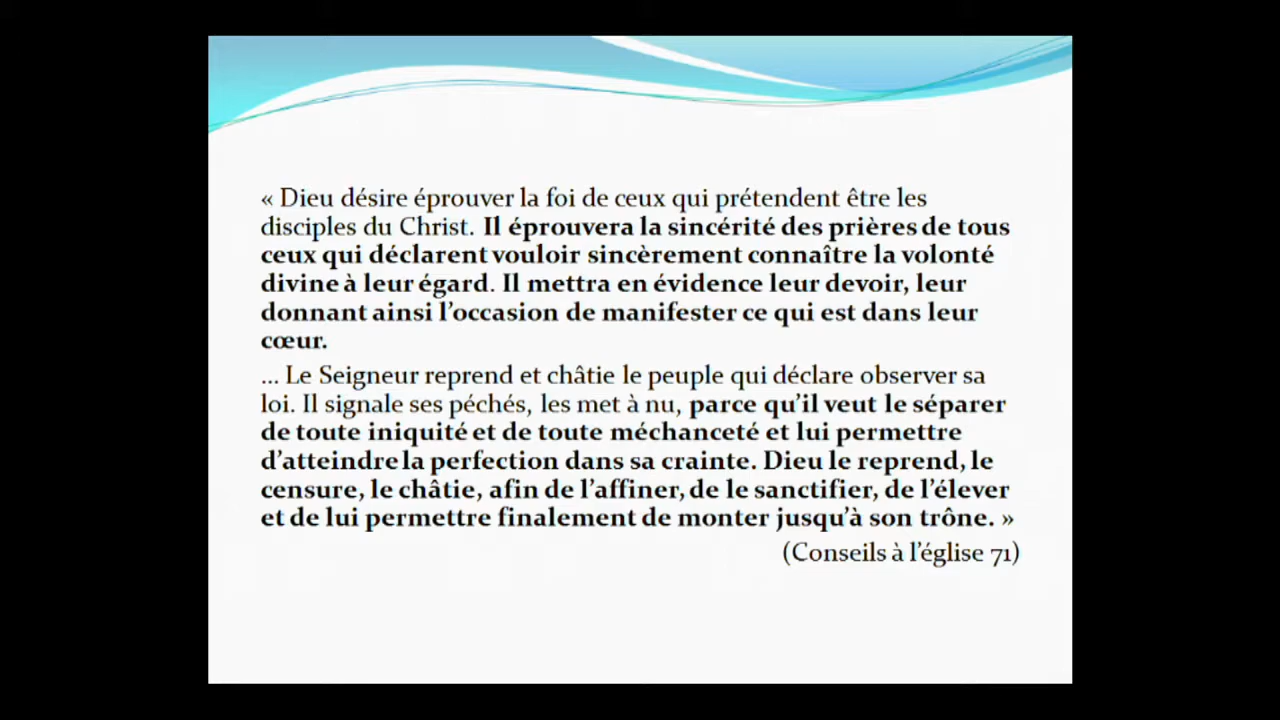 « Dieu désire éprouver la foi de ceux qui prétendent être les
disciples du Christ. Il éprouvera la sincérité des prières de tous
ceux qui déclarent vouloir sincèrement connaître la volonté
divine à leur égard. Il mettra en évidence leur devoir, leur
donnant ainsi l’occasion de manifester ce qui est dans leur
cœur.
... Le Seigneur reprend et châtie le peuple qui déclare observer sa
loi. Il signale ses péchés, les met à nu, parce qu’il veut le séparer
de toute iniquité et de toute méchanceté et lui permettre
d’atteindre la perfection dans sa crainte. Dieu le reprend, le
censure, le châtie, afin de l’affiner, de le sanctifier, de l’élever
et de lui permettre finalement de monter jusqu’à son trône. »
(Conseils à l’église 71)